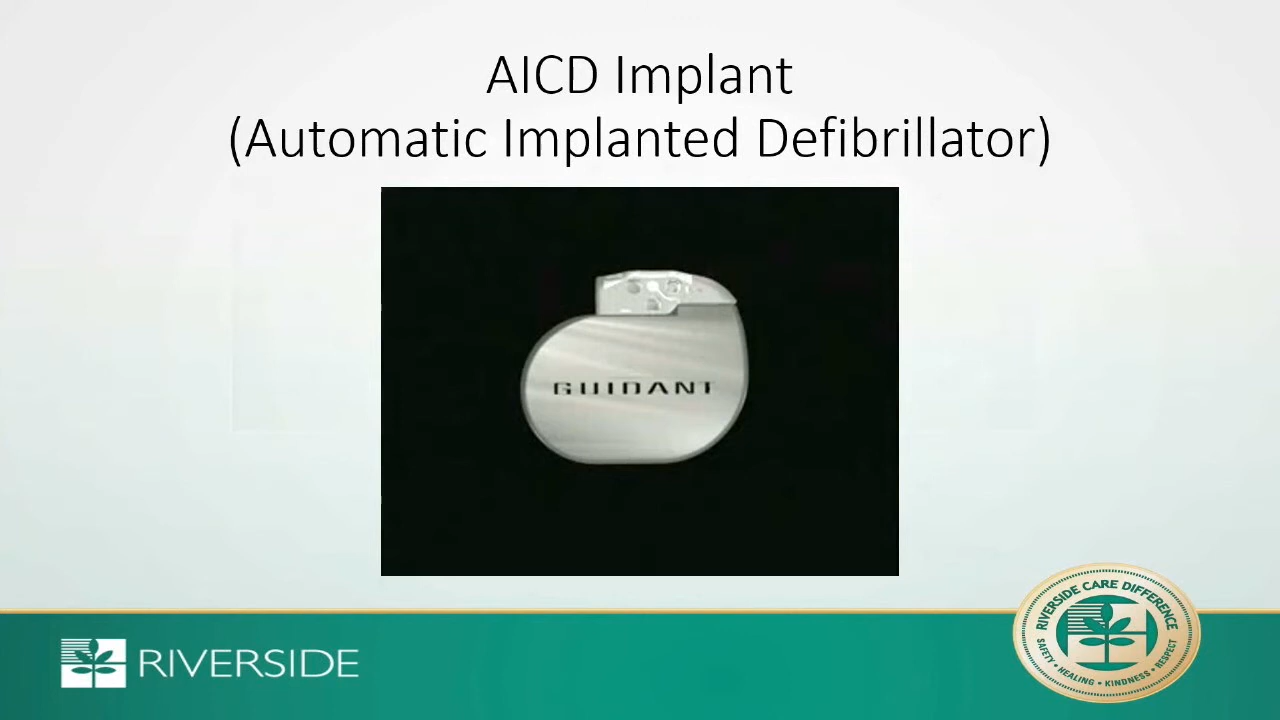 AICD Implant
(Automatic Implanted Defibrillator)
GUIDANT
RIVERSIDE
RIVERSIDE CARE DIFFERENCE
SAFETY • HEALING • KINDNESS • RESPECT